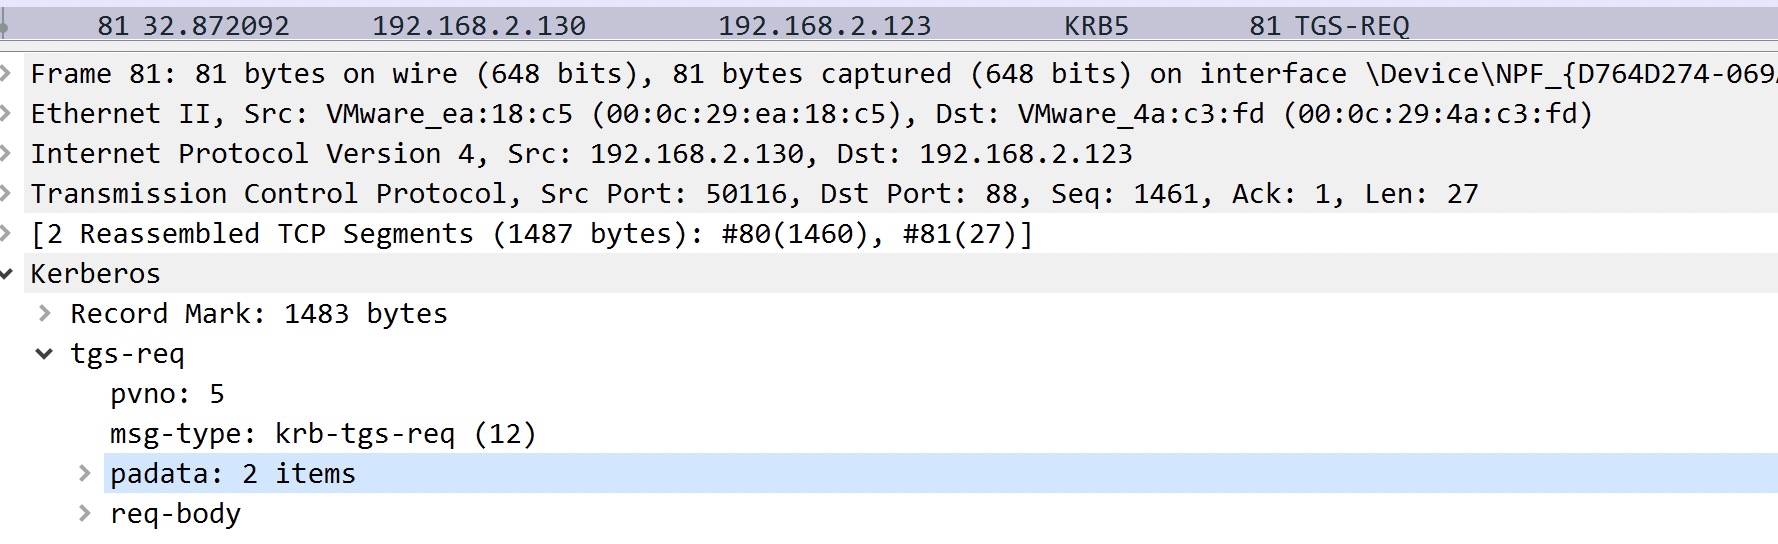 81 32.872092 192.168.2.130 192.168.2.123 KRB5 81 TGS-REQ
Frame 81: 81 bytes on wire (648 bits), 81 bytes captured (648 bits) on interface \Device\NPF_{D764D274-069
Ethernet II, Src: VMware_ea:18:c5 (00:0c:29:ea:18:c5), Dst: VMware_4a:c3:fd (00:0c:29:4a:c3:fd)
Internet Protocol Version 4, Src: 192.168.2.130, Dst: 192.168.2.123
Transmission Control Protocol, Src Port: 50116, Dst Port: 88, Seq: 1461, Ack: 1, Len: 27
[2 Reassembled TCP Segments (1487 bytes): #80(1460), #81(27)]
Kerberos
Record Mark: 1483 bytes
tgs-req
pvno: 5
msg-type: krb-tgs-req (12)
padata: 2 items
req-body